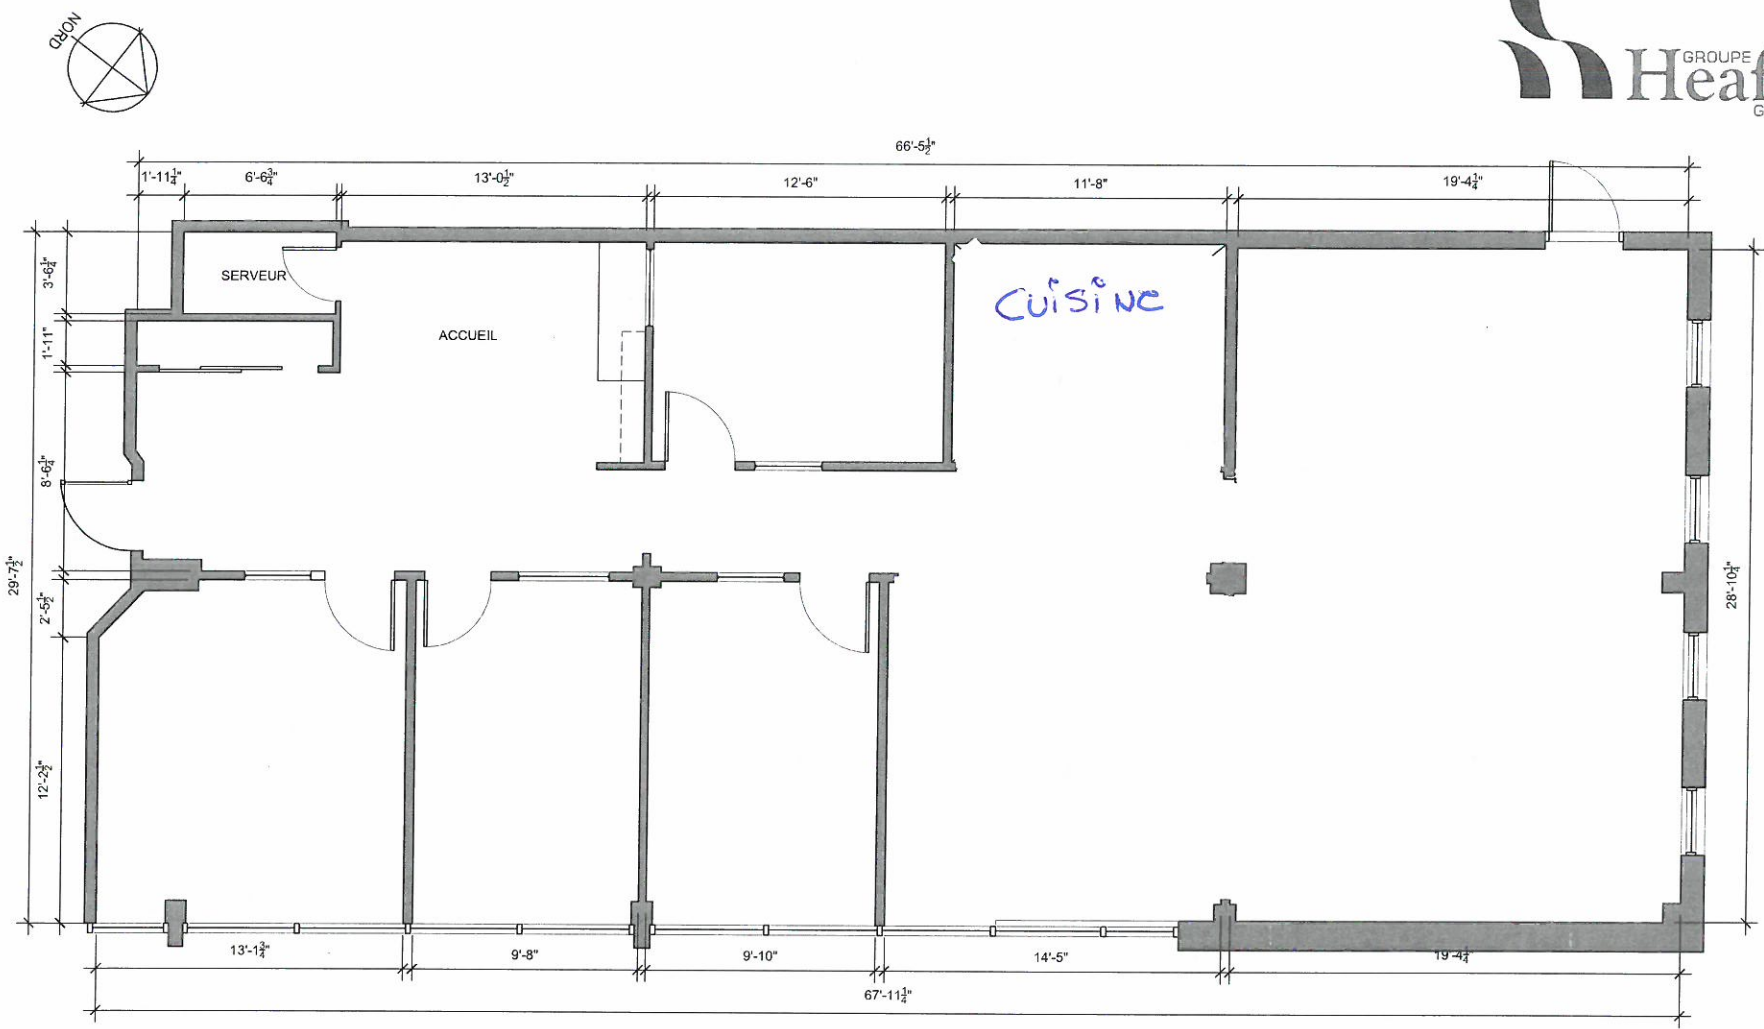 NORD
GROUPE
Heaf
G
66'-5½"
1'-11¼"
6'-6¾"
13'-0½"
12'-6"
11'-8"
19'-4¼"
3'-6¼"
SERVEUR
CUISINE
ACCUEIL
1'-11"
8'-6¼"
29'-7½"
2'-5½"
28'-10¼"
12'-2½"
13'-1¾"
9'-8"
9'-10"
14'-5"
19'-4¼"
67'-11¼"